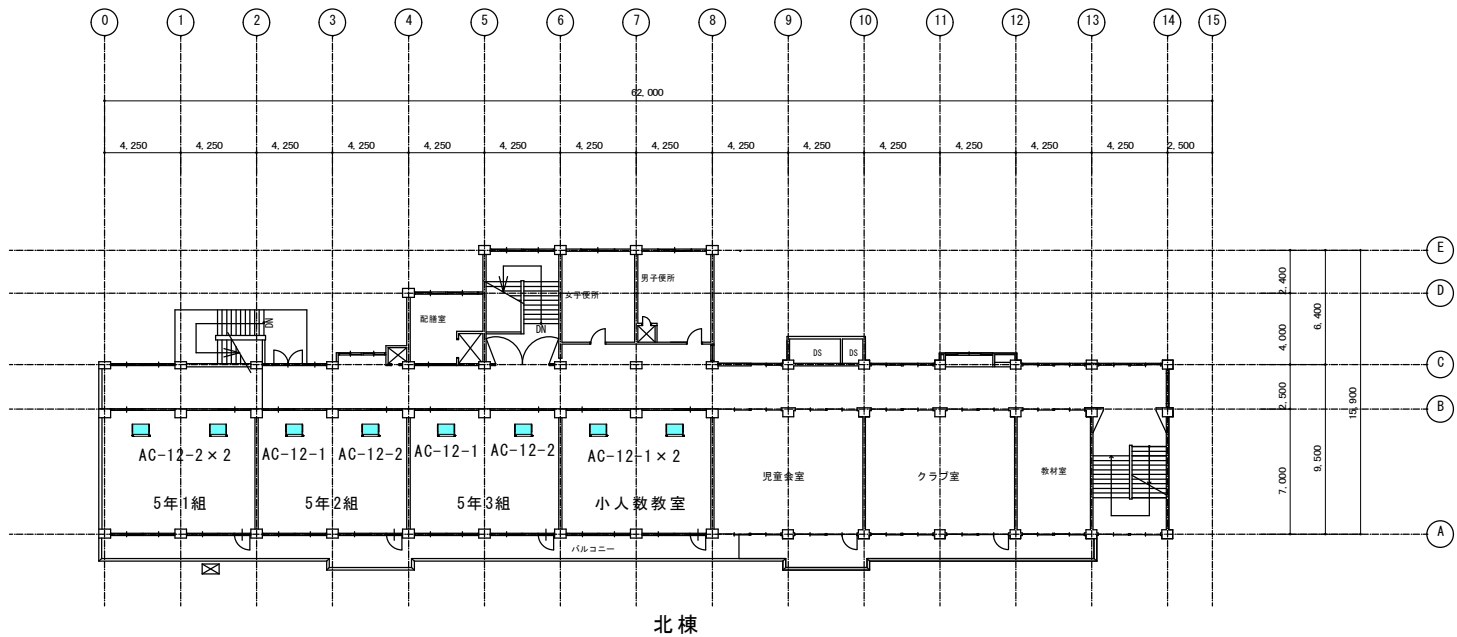 0 1 2 3 4 5 6 7 8 9 10 11 12 13 14 15
62,000
4,250 4,250 4,250 4,250 4,250 4,250 4,250 4,250 4,250 4,250 4,250 4,250 4,250 4,250 2,500
E
D
C
B
A
2,400
4,000
2,500
7,000
6,400
9,500
15,900
男子便所
女子便所
配膳室
DN
DN
DS DS
AC-12-2×2 AC-12-1 AC-12-2 AC-12-1 AC-12-2 AC-12-1×2
児童会室 クラブ室 教材室
5年1組 5年2組 5年3組 小人数教室
バルコニー
北棟